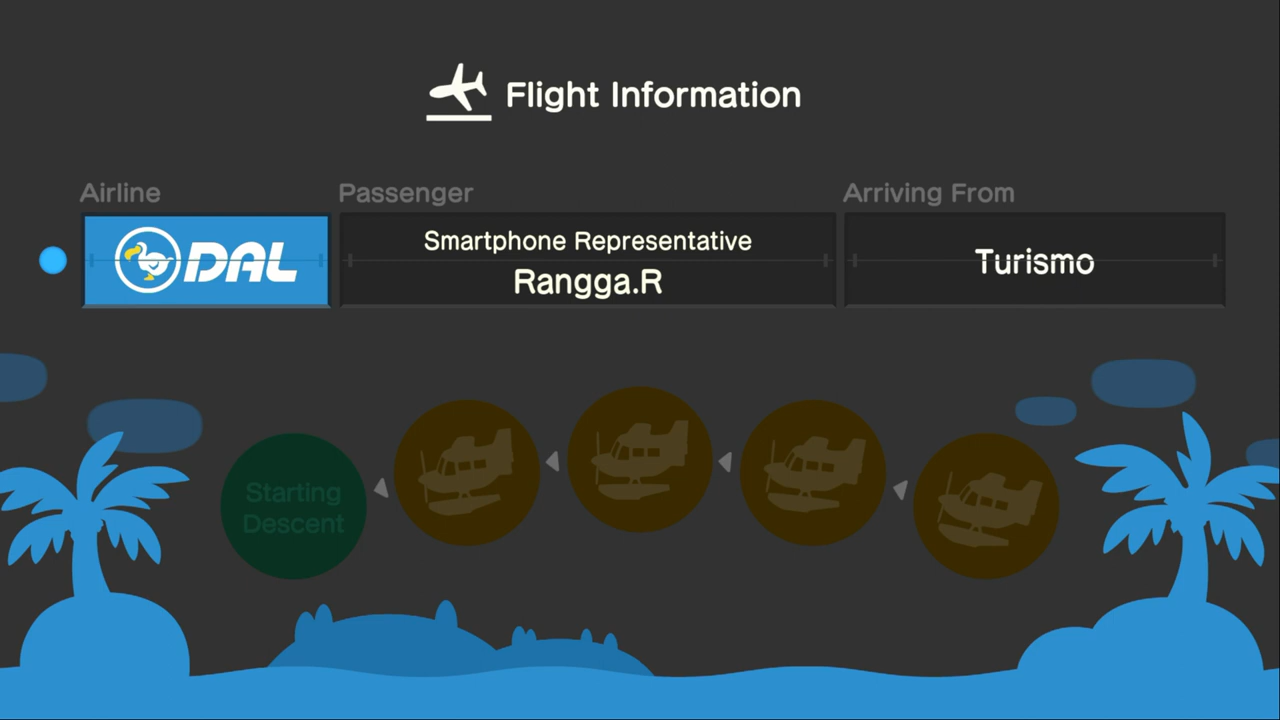 Flight Information
Airline
Passenger
Arriving From
DAL
Smartphone Representative
Rangga.R
Turismo
Starting
Descent